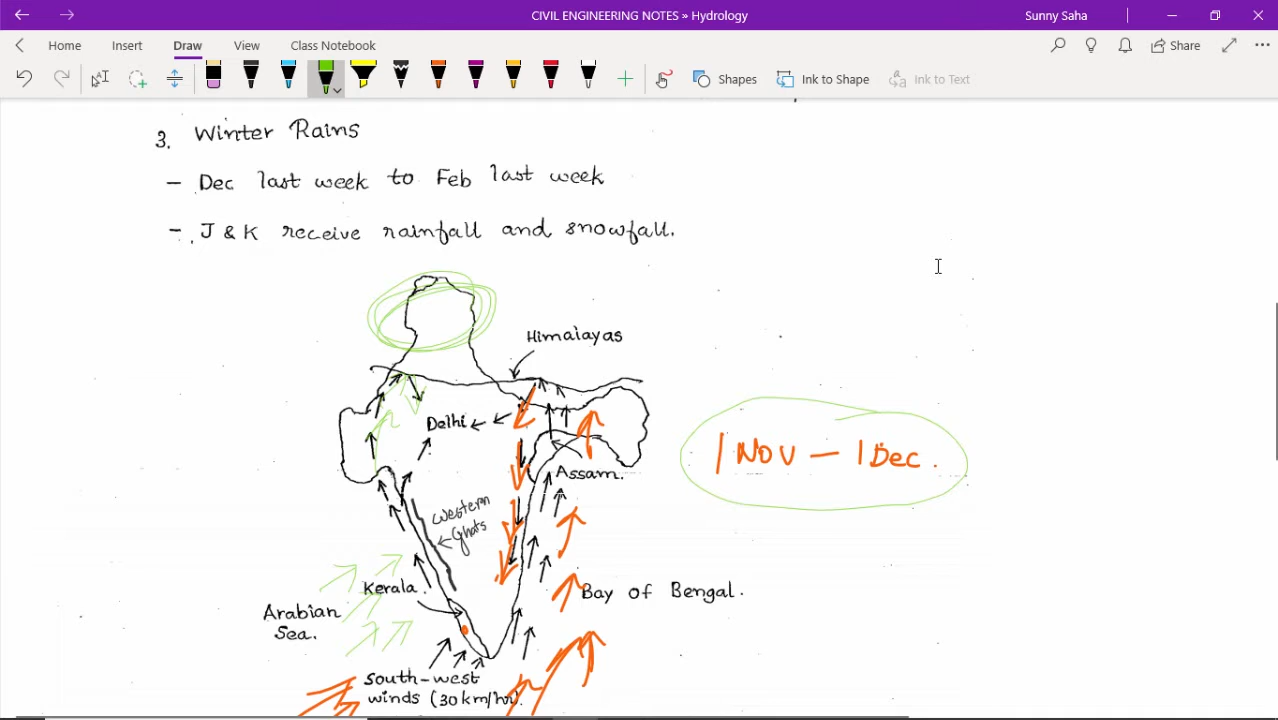 CIVIL ENGINEERING NOTES » Hydrology
Sunny Saha
Home Insert Draw View Class Notebook
Share
Shapes
Ink to Shape
Ink to Text
3. Winter Rains
— Dec last week to Feb last week
— J & K receive rainfall and snowfall.
Himalayas
Delhi
Assam.
1 Nov — 1 Dec.
Western
Ghats
Kerala.
Bay of Bengal.
Arabian
Sea.
South-west
winds (30 km/hr).